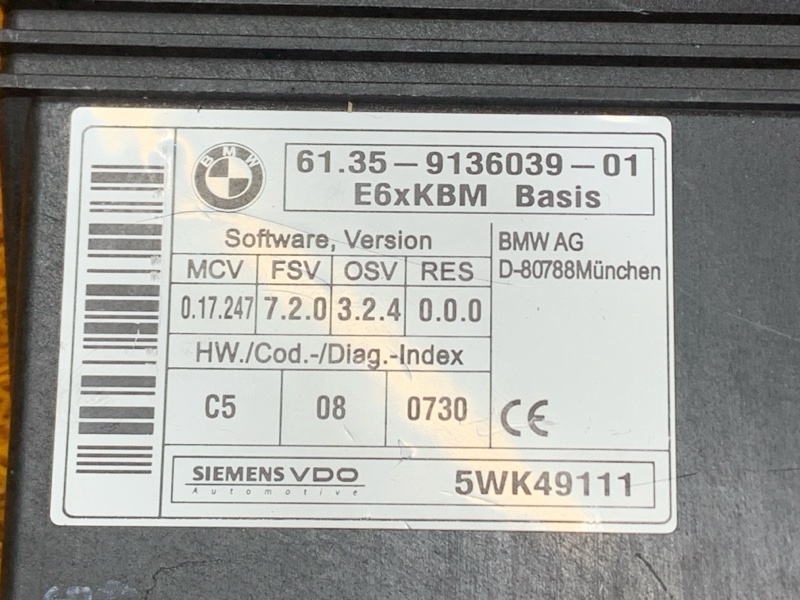 BMW
61.35-9136039-01
E6xKBM Basis
Software, Version
MCV FSV OSV RES
0.17.247 7.2.0 3.2.4 0.0.0
HW./Cod.-/Diag.-Index
C5 08 0730
BMW AG
D-80788München
CE
SIEMENS VDO
Automotive
5WK49111